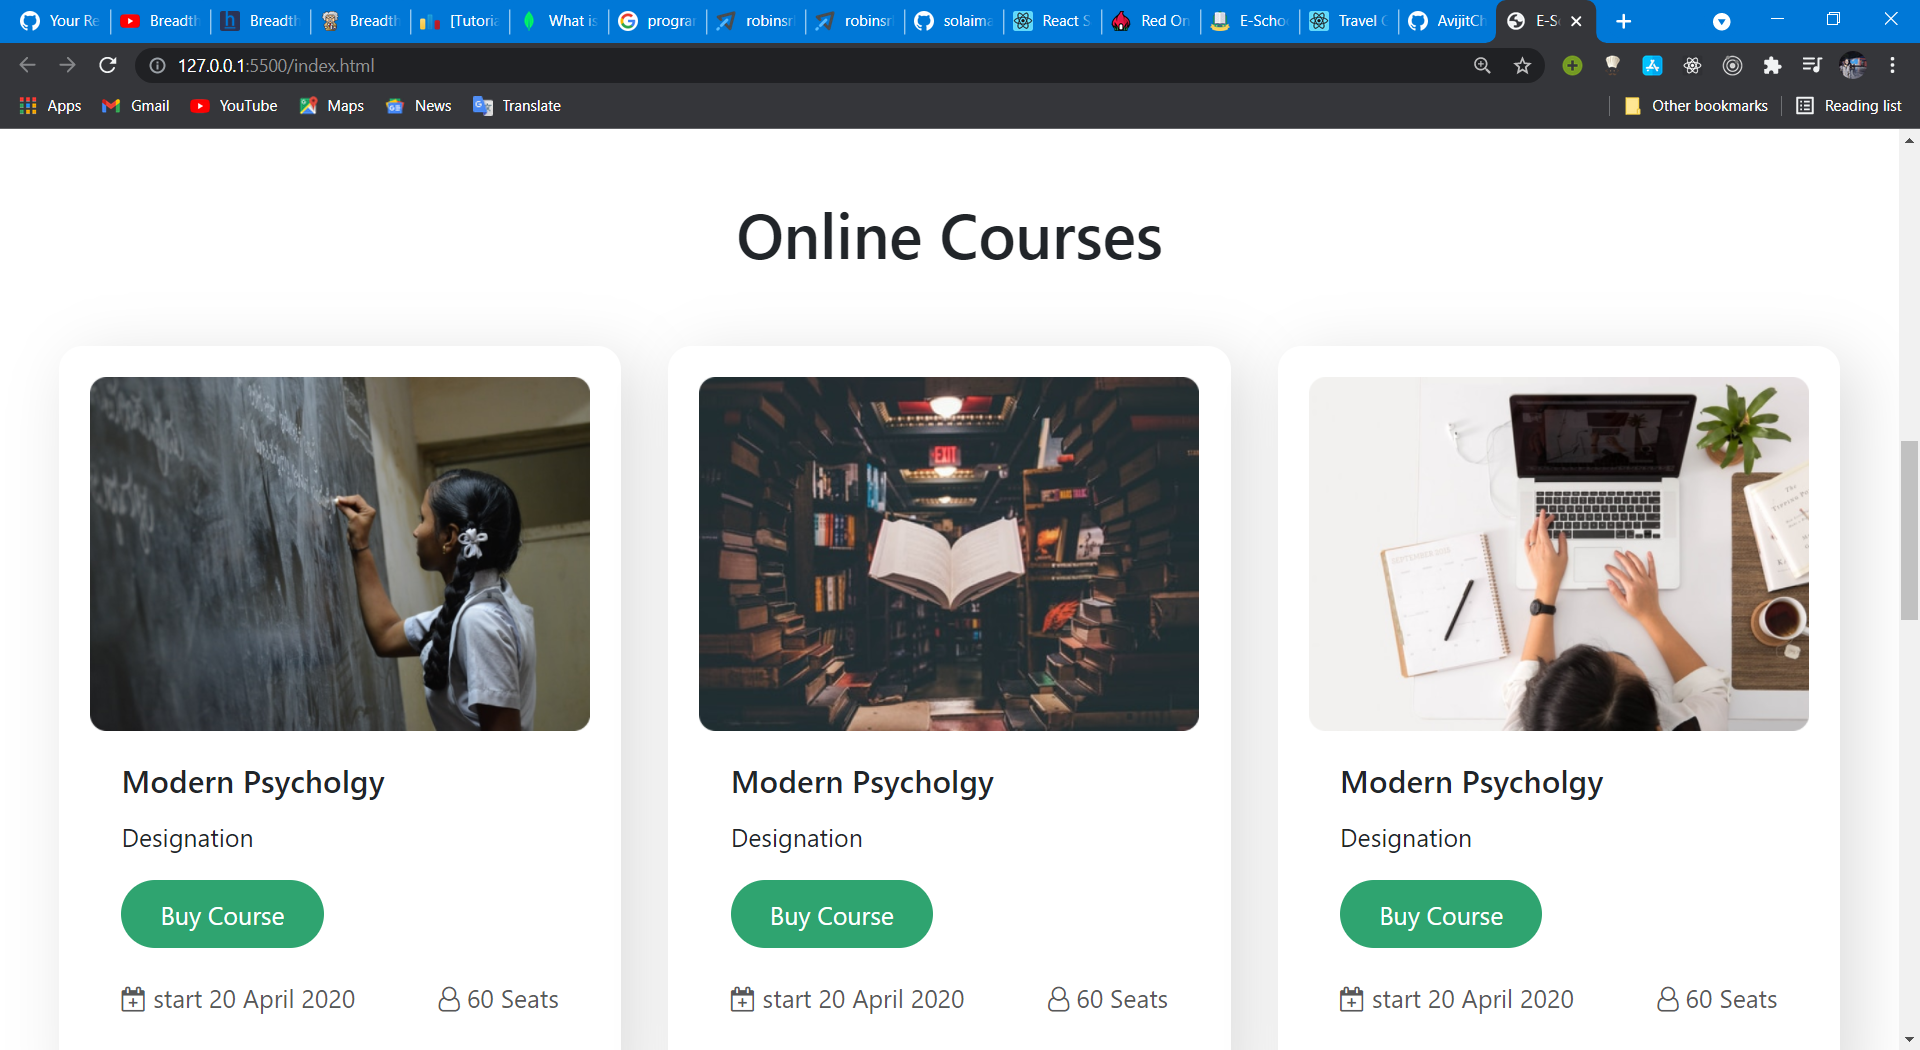 Your Re
Breadth
Breadth
Breadth
[Tutoria
What is
progran
robinsr
robinsr
solaima
React S
Red On
E-Schoo
Travel
AvijitCh
E-S
127.0.0.1:5500/index.html
Apps
Gmail
YouTube
Maps
News
Translate
Other bookmarks
Reading list
Online Courses
EXIT
Modern Psycholgy
Designation
Buy Course
start 20 April 2020
60 Seats
Modern Psycholgy
Designation
Buy Course
start 20 April 2020
60 Seats
Modern Psycholgy
Designation
Buy Course
start 20 April 2020
60 Seats